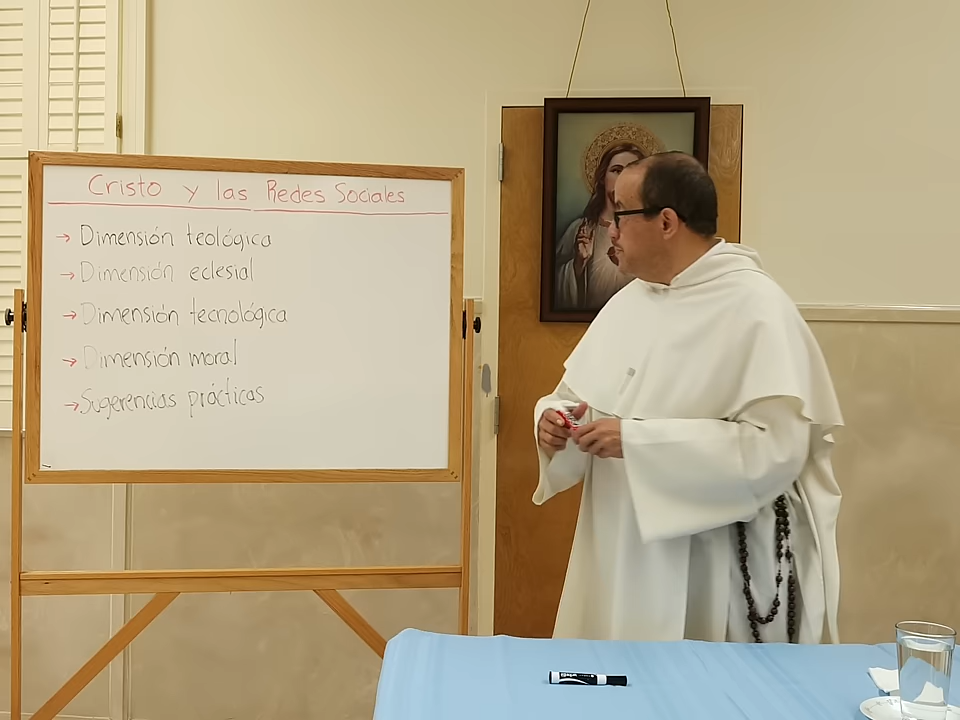 Cristo y las Redes Sociales
→ Dimensión teológica
→ Dimensión eclesial
→ Dimensión tecnológica
→ Dimensión moral
→ Sugerencias prácticas